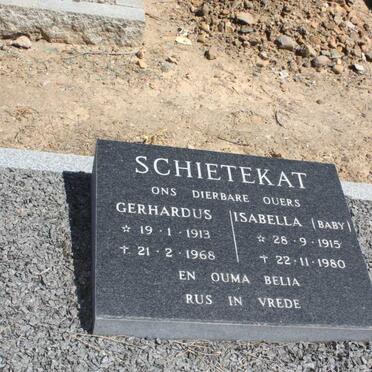 SCHIETEKAT
ONS DIERBARE OUERS
GERHARDUS ISABELLA (BABY)
☆ 19·1·1913 ☆ 28·9·1915
✝ 21·2·1968 ✝ 22·11·1980
EN OUMA BELIA
RUS IN VREDE